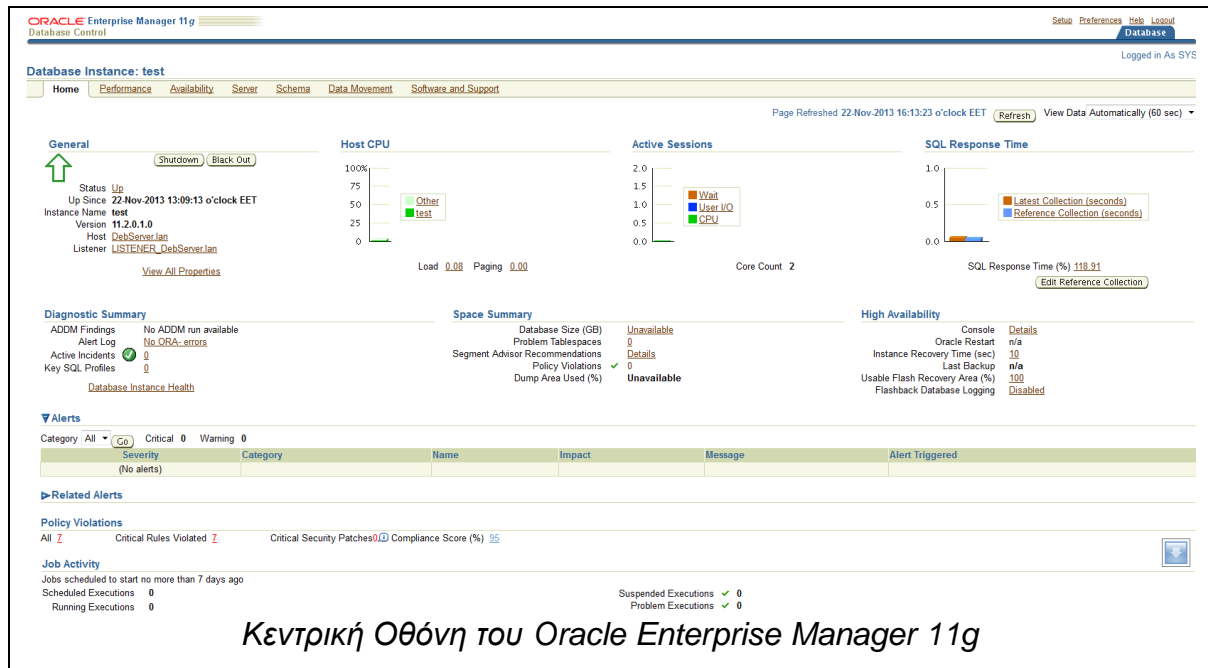 ORACLE Enterprise Manager 11g
Database Control
Setup Preferences Help Logout
Database
Logged in As SYS
Database Instance: test
Home Performance Availability Server Schema Data Movement Software and Support
Page Refreshed 22-Nov-2013 16:13:23 o'clock EET Refresh View Data Automatically (60 sec)
General
Shutdown Black Out
Status Up
Up Since 22-Nov-2013 13:09:13 o'clock EET
Instance Name test
Version 11.2.0.1.0
Host DebServer.lan
Listener LISTENER_DebServer.lan
View All Properties
Host CPU
100%
75
50
25
0
Other
test
Load 0.08 Paging 0.00
Active Sessions
2.0
1.5
1.0
0.5
0.0
Wait
User I/O
CPU
Core Count 2
SQL Response Time
1.0
0.5
0.0
Latest Collection (seconds)
Reference Collection (seconds)
SQL Response Time (%) 118.91
Edit Reference Collection
Diagnostic Summary
ADDM Findings No ADDM run available
Alert Log No ORA- errors
Active Incidents 0
Key SQL Profiles 0
Database Instance Health
Space Summary
Database Size (GB) Unavailable
Problem Tablespaces 0
Segment Advisor Recommendations Details
Policy Violations 0
Dump Area Used (%) Unavailable
High Availability
Console Details
Oracle Restart n/a
Instance Recovery Time (sec) 10
Last Backup n/a
Usable Flash Recovery Area (%) 100
Flashback Database Logging Disabled
Alerts
Category All Go Critical 0 Warning 0
Severity Category Name Impact Message Alert Triggered
(No alerts)
Related Alerts
Policy Violations
All 7 Critical Rules Violated 7 Critical Security Patches 0 Compliance Score (%) 95
Job Activity
Jobs scheduled to start no more than 7 days ago
Scheduled Executions 0
Running Executions 0
Suspended Executions 0
Problem Executions 0
Κεντρική Οθόνη του Oracle Enterprise Manager 11g